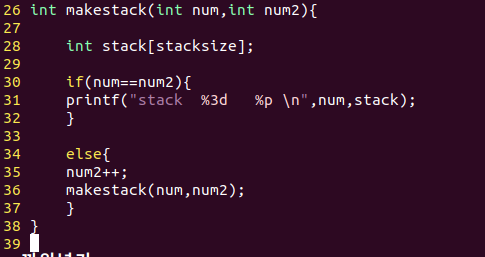 26 int makestack(int num,int num2){
27
28     int stack[stacksize];
29
30     if(num==num2){
31     printf("stack  %3d   %p \n",num,stack);
32     }
33
34     else{
35     num2++;
36     makestack(num,num2);
37     }
38 }
39